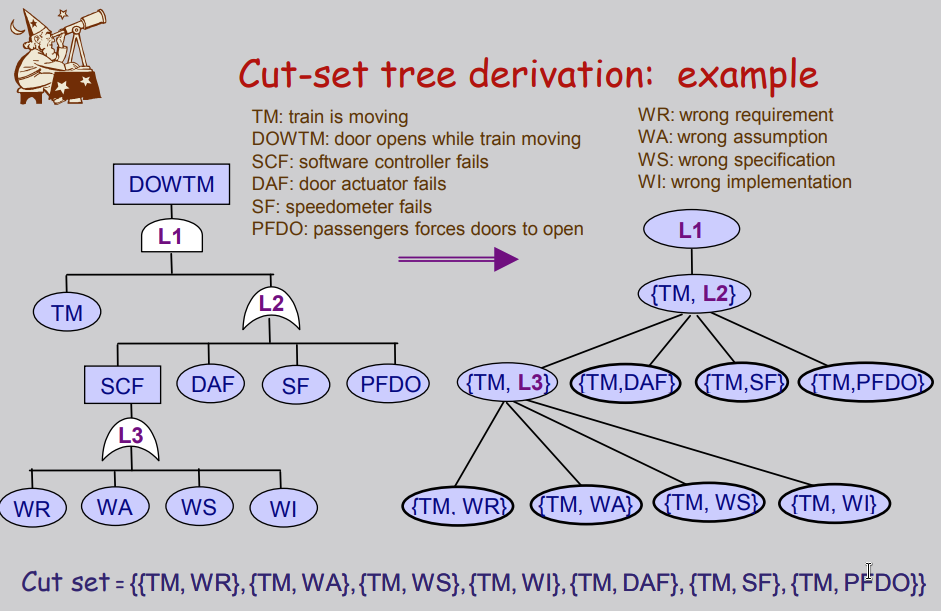 Cut-set tree derivation: example
TM: train is moving
DOWTM: door opens while train moving
SCF: software controller fails
DAF: door actuator fails
SF: speedometer fails
PFDO: passengers forces doors to open
WR: wrong requirement
WA: wrong assumption
WS: wrong specification
WI: wrong implementation
DOWTM
L1
TM
L2
SCF
DAF
SF
PFDO
L3
WR
WA
WS
WI
L1
{TM, L2}
{TM, L3}
{TM,DAF}
{TM,SF}
{TM,PFDO}
{TM, WR}
{TM, WA}
{TM, WS}
{TM, WI}
Cut set = {{TM, WR},{TM, WA},{TM, WS},{TM, WI},{TM, DAF},{TM, SF},{TM, PFDO}}